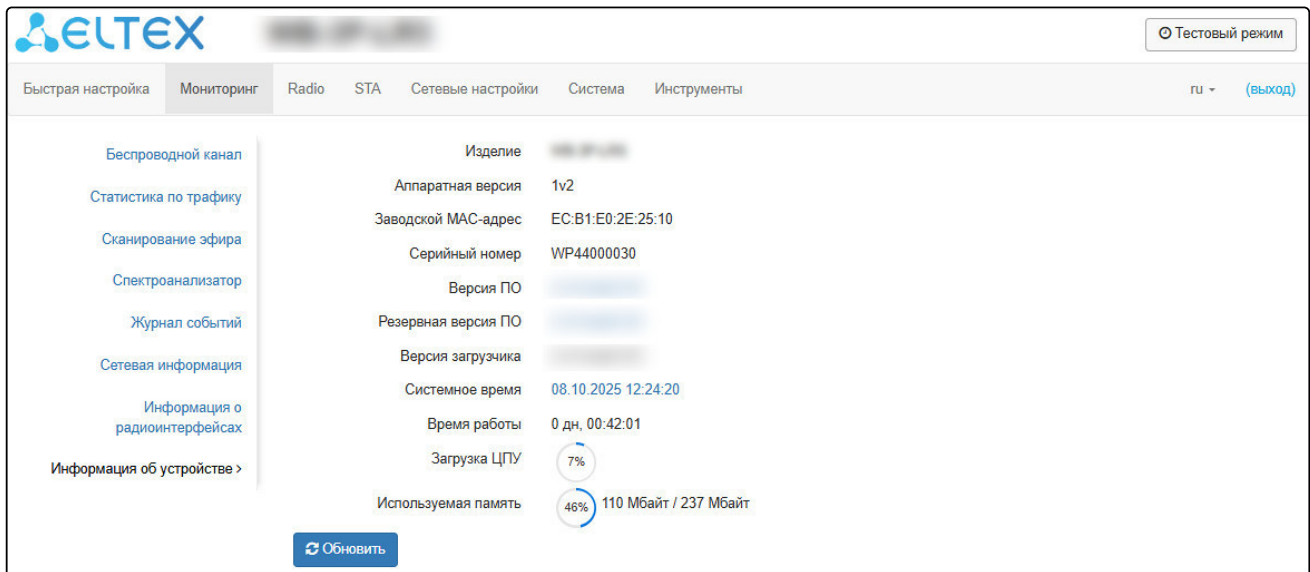 ELTEX
Тестовый режим
Быстрая настройка Мониторинг Radio STA Сетевые настройки Система Инструменты ru (выход)
Беспроводной канал
Статистика по трафику
Сканирование эфира
Спектроанализатор
Журнал событий
Сетевая информация
Информация о
радиоинтерфейсах
Информация об устройстве >
Изделие
Аппаратная версия 1v2
Заводской MAC-адрес EC:B1:E0:2E:25:10
Серийный номер WP44000030
Версия ПО
Резервная версия ПО
Версия загрузчика
Системное время 08.10.2025 12:24:20
Время работы 0 дн, 00:42:01
Загрузка ЦПУ 7%
Используемая память 46% 110 Мбайт / 237 Мбайт
Обновить